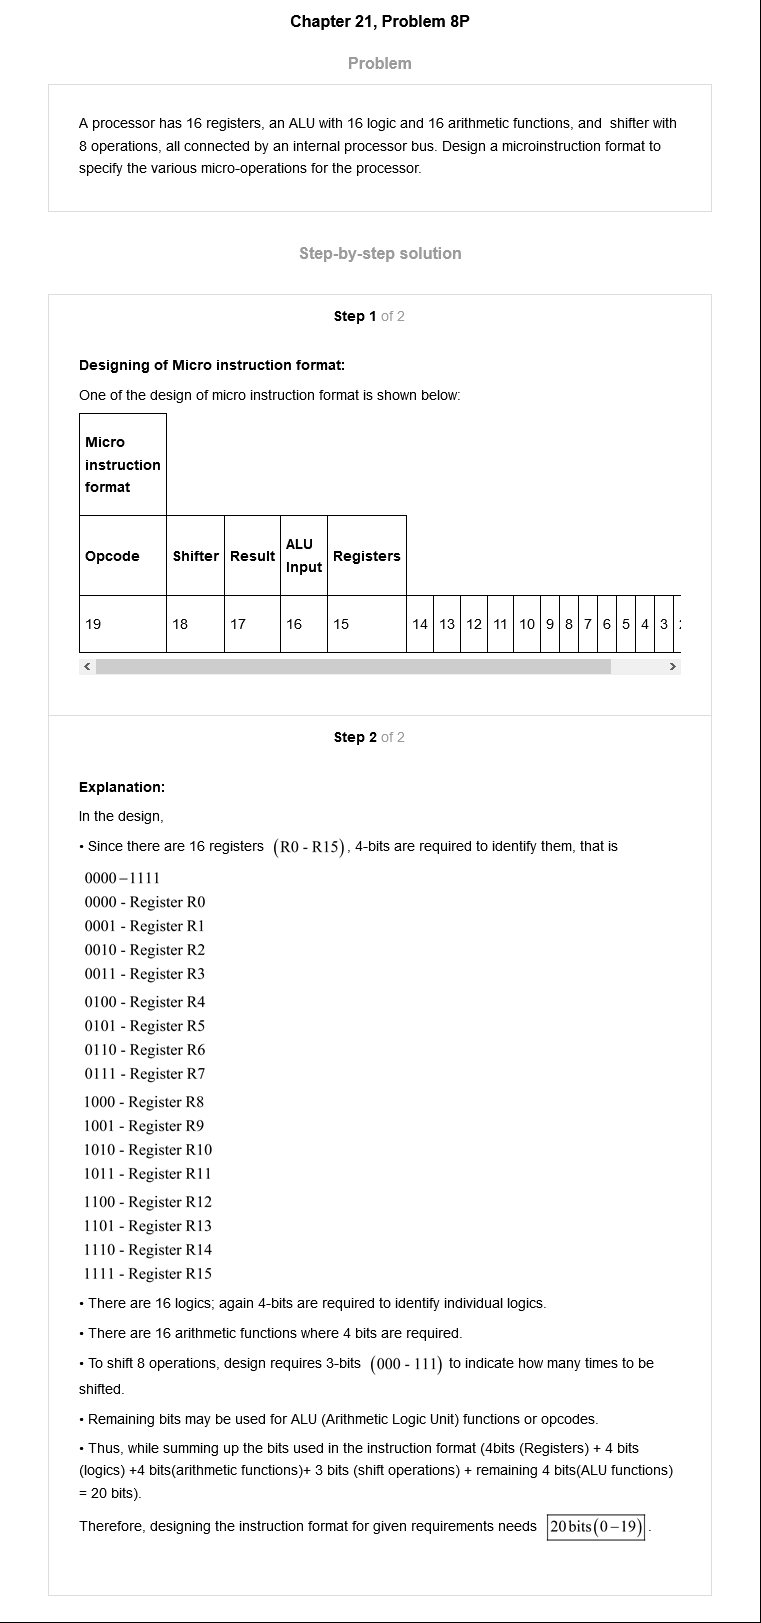 Chapter 21, Problem 8P
Problem
A processor has 16 registers, an ALU with 16 logic and 16 arithmetic functions, and shifter with
8 operations, all connected by an internal processor bus. Design a microinstruction format to
specify the various micro-operations for the processor.
Step-by-step solution
Step 1 of 2
Designing of Micro instruction format:
One of the design of micro instruction format is shown below:
Micro
instruction
format
Opcode Shifter Result ALU Input Registers
19 18 17 16 15 14 13 12 11 10 9 8 7 6 5 4 3
Step 2 of 2
Explanation:
In the design,
• Since there are 16 registers (R0 - R15), 4-bits are required to identify them, that is
0000–1111
0000 - Register R0
0001 - Register R1
0010 - Register R2
0011 - Register R3
0100 - Register R4
0101 - Register R5
0110 - Register R6
0111 - Register R7
1000 - Register R8
1001 - Register R9
1010 - Register R10
1011 - Register R11
1100 - Register R12
1101 - Register R13
1110 - Register R14
1111 - Register R15
• There are 16 logics; again 4-bits are required to identify individual logics.
• There are 16 arithmetic functions where 4 bits are required.
• To shift 8 operations, design requires 3-bits (000 - 111) to indicate how many times to be
shifted.
• Remaining bits may be used for ALU (Arithmetic Logic Unit) functions or opcodes.
• Thus, while summing up the bits used in the instruction format (4bits (Registers) + 4 bits
(logics) +4 bits(arithmetic functions)+ 3 bits (shift operations) + remaining 4 bits(ALU functions)
= 20 bits).
Therefore, designing the instruction format for given requirements needs 20 bits(0–19).